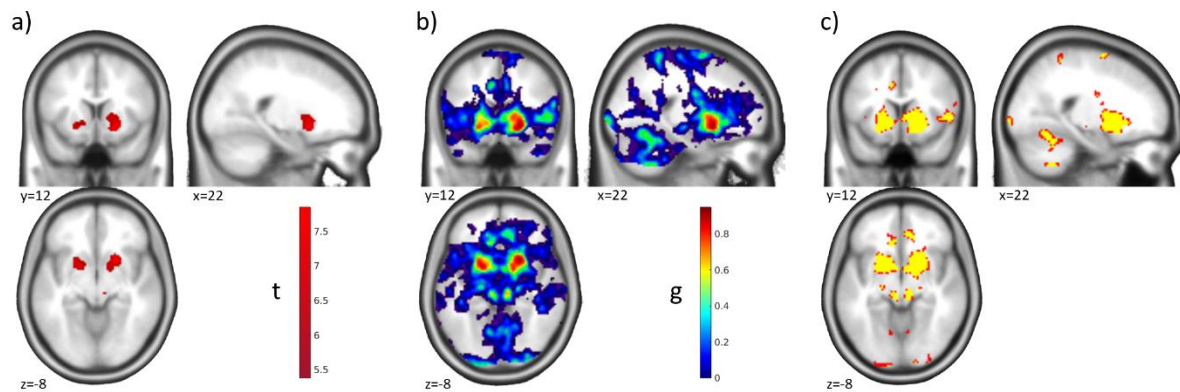 a)
y=12
x=22
z=-8
t
7.5
7
6.5
6
5.5
b)
y=12
x=22
z=-8
g
0.8
0.6
0.4
0.2
0
c)
y=12
x=22
z=-8